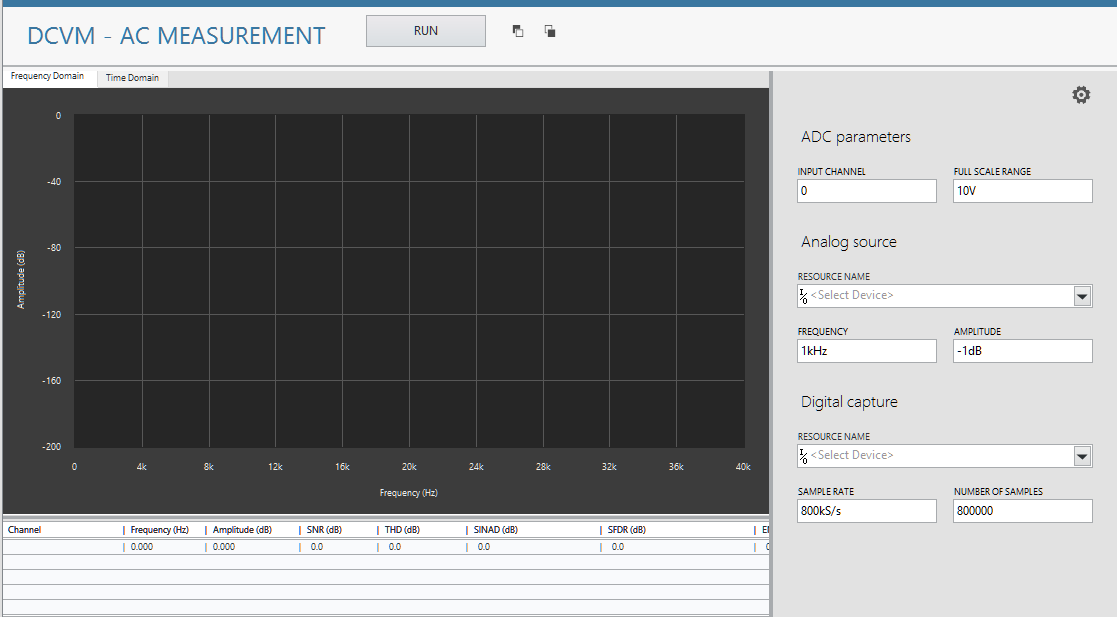 DCVM - AC MEASUREMENT
RUN
Frequency Domain
Time Domain
0
-40
-80
-120
-160
-200
Amplitude (dB)
0 4k 8k 12k 16k 20k 24k 28k 32k 36k 40k
Frequency (Hz)
Channel Frequency (Hz) Amplitude (dB) SNR (dB) THD (dB) SINAD (dB) SFDR (dB)
0.000 0.000 0.0 0.0 0.0 0.0
ADC parameters
INPUT CHANNEL FULL SCALE RANGE
0 10V
Analog source
RESOURCE NAME
I/O <Select Device>
FREQUENCY AMPLITUDE
1kHz -1dB
Digital capture
RESOURCE NAME
I/O <Select Device>
SAMPLE RATE NUMBER OF SAMPLES
800kS/s 800000